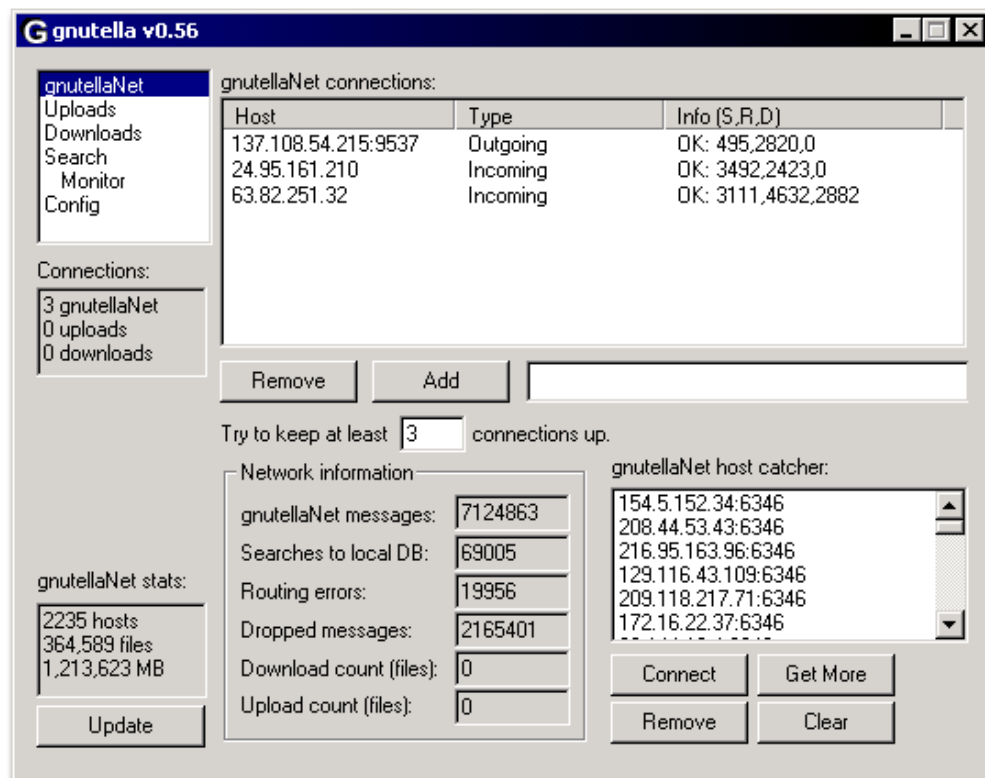 gnutella v0.56
gnutellaNet
Uploads
Downloads
Search
Monitor
Config
Connections:
3 gnutellaNet
0 uploads
0 downloads
gnutellaNet stats:
2235 hosts
364,589 files
1,213,623 MB
Update
gnutellaNet connections:
Host Type Info (S,R,D)
137.108.54.215:9537 Outgoing OK: 495,2820,0
24.95.161.210 Incoming OK: 3492,2423,0
63.82.251.32 Incoming OK: 3111,4632,2882
Remove Add
Try to keep at least 3 connections up.
Network information
gnutellaNet messages: 7124863
Searches to local DB: 69005
Routing errors: 19956
Dropped messages: 2165401
Download count (files): 0
Upload count (files): 0
gnutellaNet host catcher:
154.5.152.34:6346
208.44.53.43:6346
216.95.163.96:6346
129.116.43.109:6346
209.118.217.71:6346
172.16.22.37:6346
Connect Get More
Remove Clear